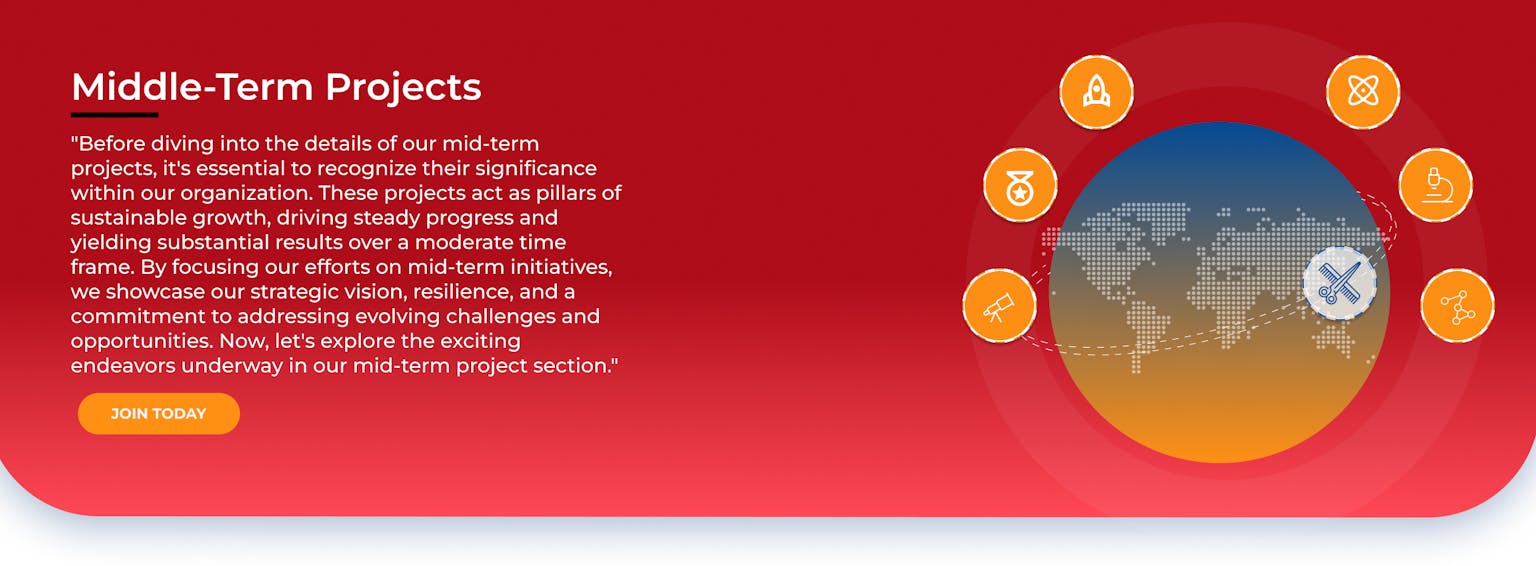 Middle-Term Projects
"Before diving into the details of our mid-term
projects, it's essential to recognize their significance
within our organization. These projects act as pillars of
sustainable growth, driving steady progress and
yielding substantial results over a moderate time
frame. By focusing our efforts on mid-term initiatives,
we showcase our strategic vision, resilience, and a
commitment to addressing evolving challenges and
opportunities. Now, let's explore the exciting
endeavors underway in our mid-term project section."
JOIN TODAY